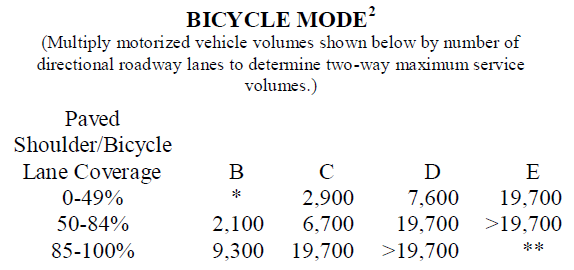 BICYCLE MODE²
(Multiply motorized vehicle volumes shown below by number of
directional roadway lanes to determine two-way maximum service
volumes.)
Paved
Shoulder/Bicycle
Lane Coverage B C D E
0-49% * 2,900 7,600 19,700
50-84% 2,100 6,700 19,700 >19,700
85-100% 9,300 19,700 >19,700 **